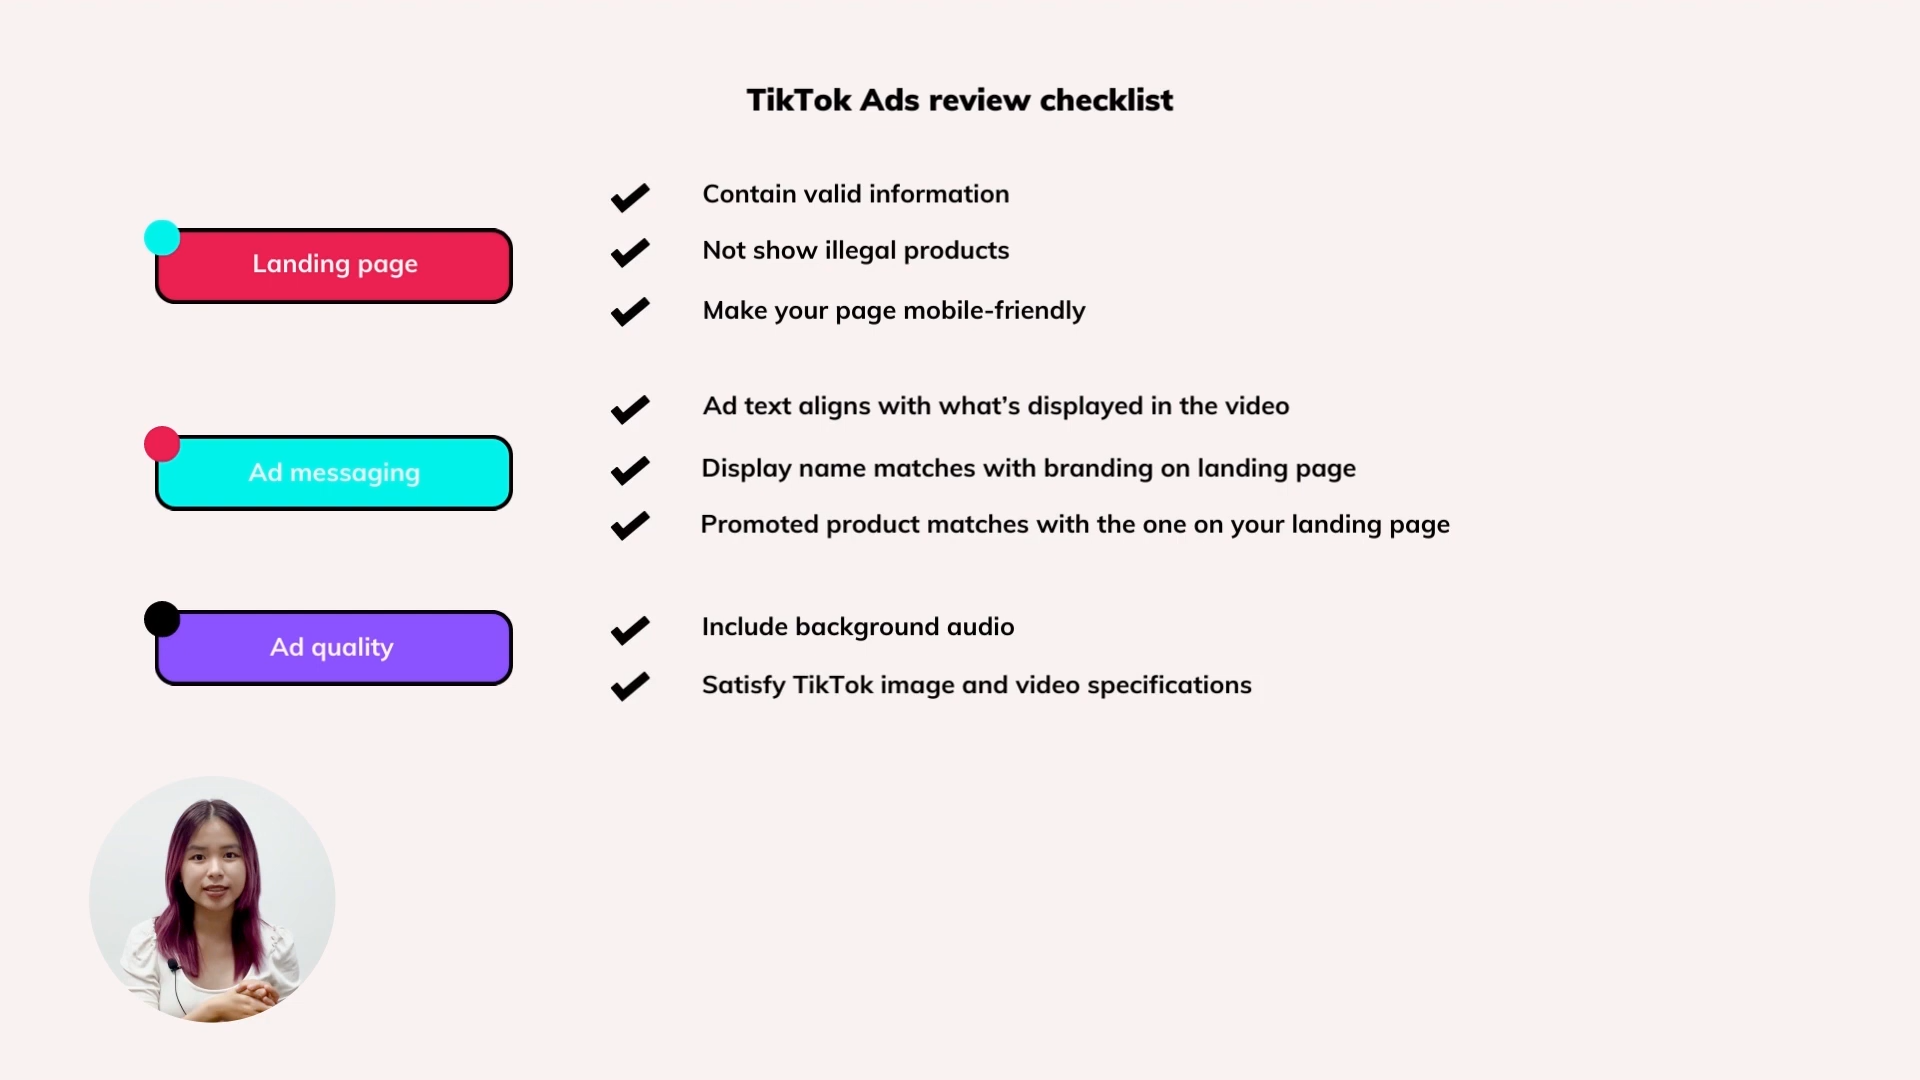 TikTok Ads review checklist
Landing page
Contain valid information
Not show illegal products
Make your page mobile-friendly
Ad messaging
Ad text aligns with what’s displayed in the video
Display name matches with branding on landing page
Promoted product matches with the one on your landing page
Ad quality
Include background audio
Satisfy TikTok image and video specifications